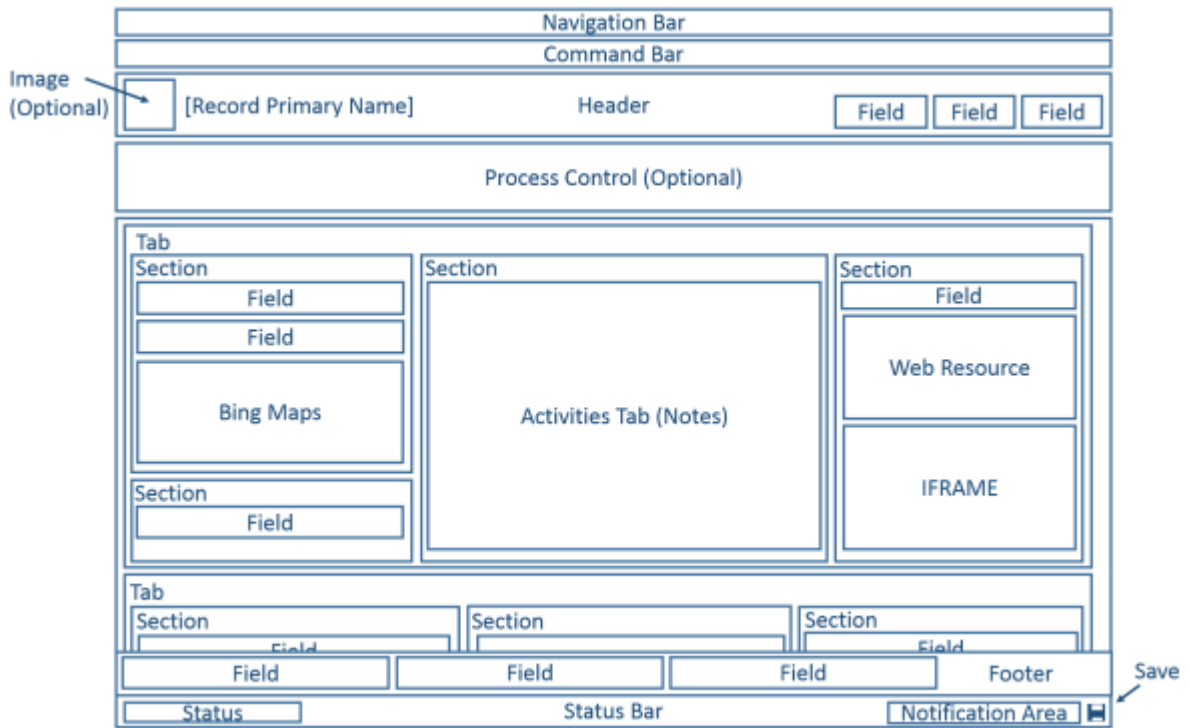 Navigation Bar
Command Bar
Image
(Optional)
[Record Primary Name]
Header
Field
Field
Field
Process Control (Optional)
Tab
Section
Field
Field
Bing Maps
Section
Field
Section
Activities Tab (Notes)
Section
Field
Web Resource
IFRAME
Tab
Section
Field
Section
Section
Field
Field
Field
Field
Footer
Save
Status
Status Bar
Notification Area